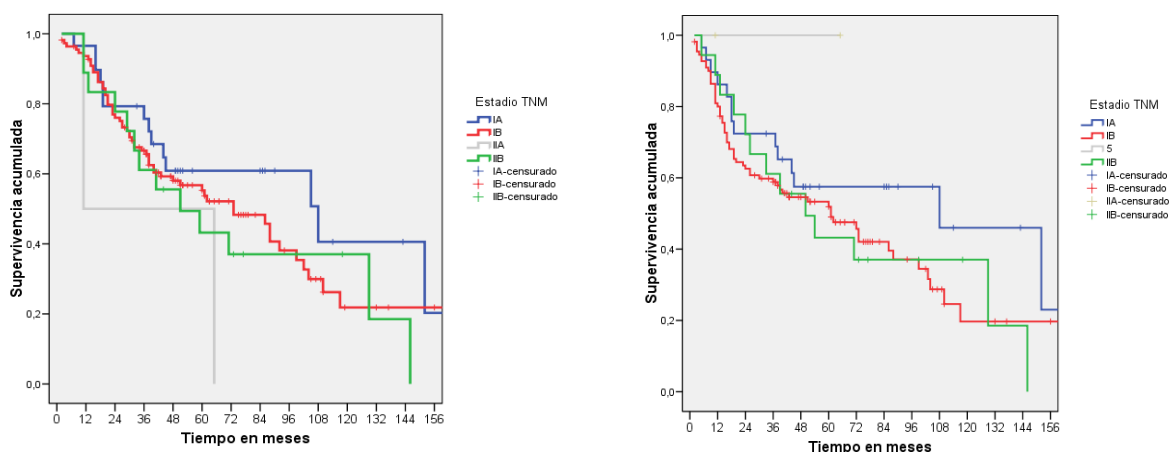 Supervivencia acumulada
1,0
0,8
0,6
0,4
0,2
0,0
0 12 24 36 48 60 72 84 96 108 120 132 144 156
Tiempo en meses
Estadio TNM
IA
IB
IIA
IIB
IA-censurado
IB-censurado
IIB-censurado
Supervivencia acumulada
1,0
0,8
0,6
0,4
0,2
0,0
0 12 24 36 48 60 72 84 96 108 120 132 144 156
Tiempo en meses
Estadio TNM
IA
IB
5
IIB
IA-censurado
IB-censurado
IIA-censurado
IIB-censurado